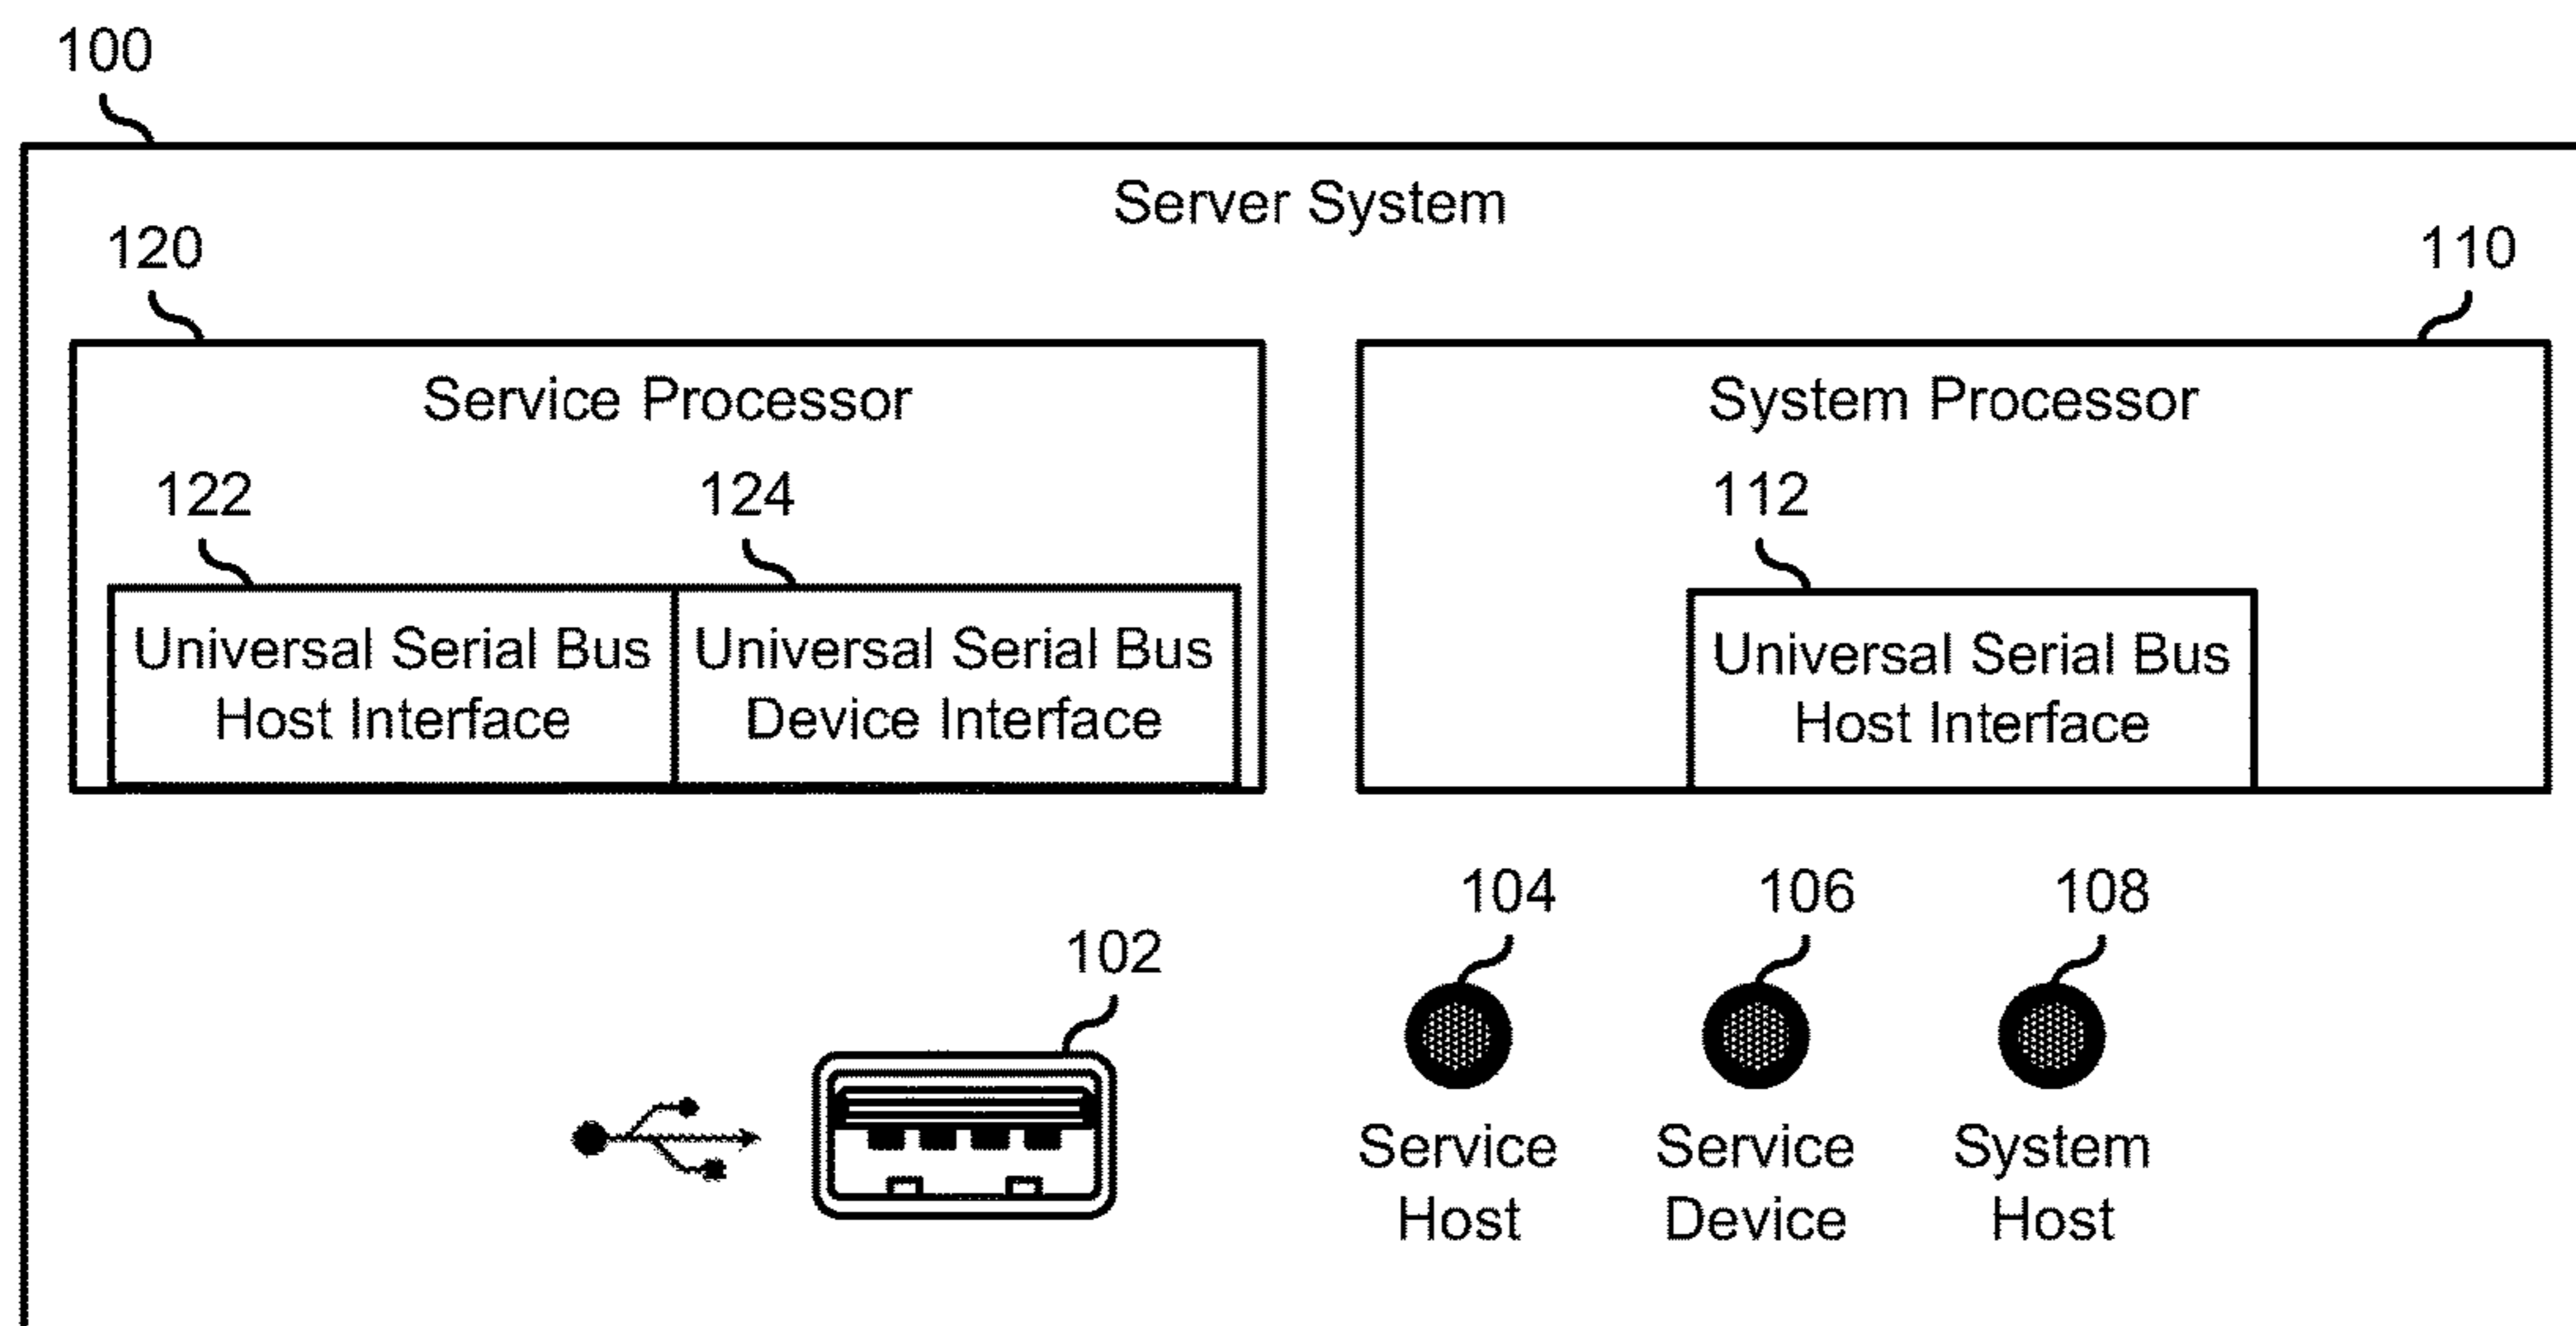 100
Server System
120
110
Service Processor
System Processor
122
124
112
Universal Serial Bus
Host Interface
Universal Serial Bus
Device Interface
Universal Serial Bus
Host Interface
102
104
106
108
Service
Host
Service
Device
System
Host